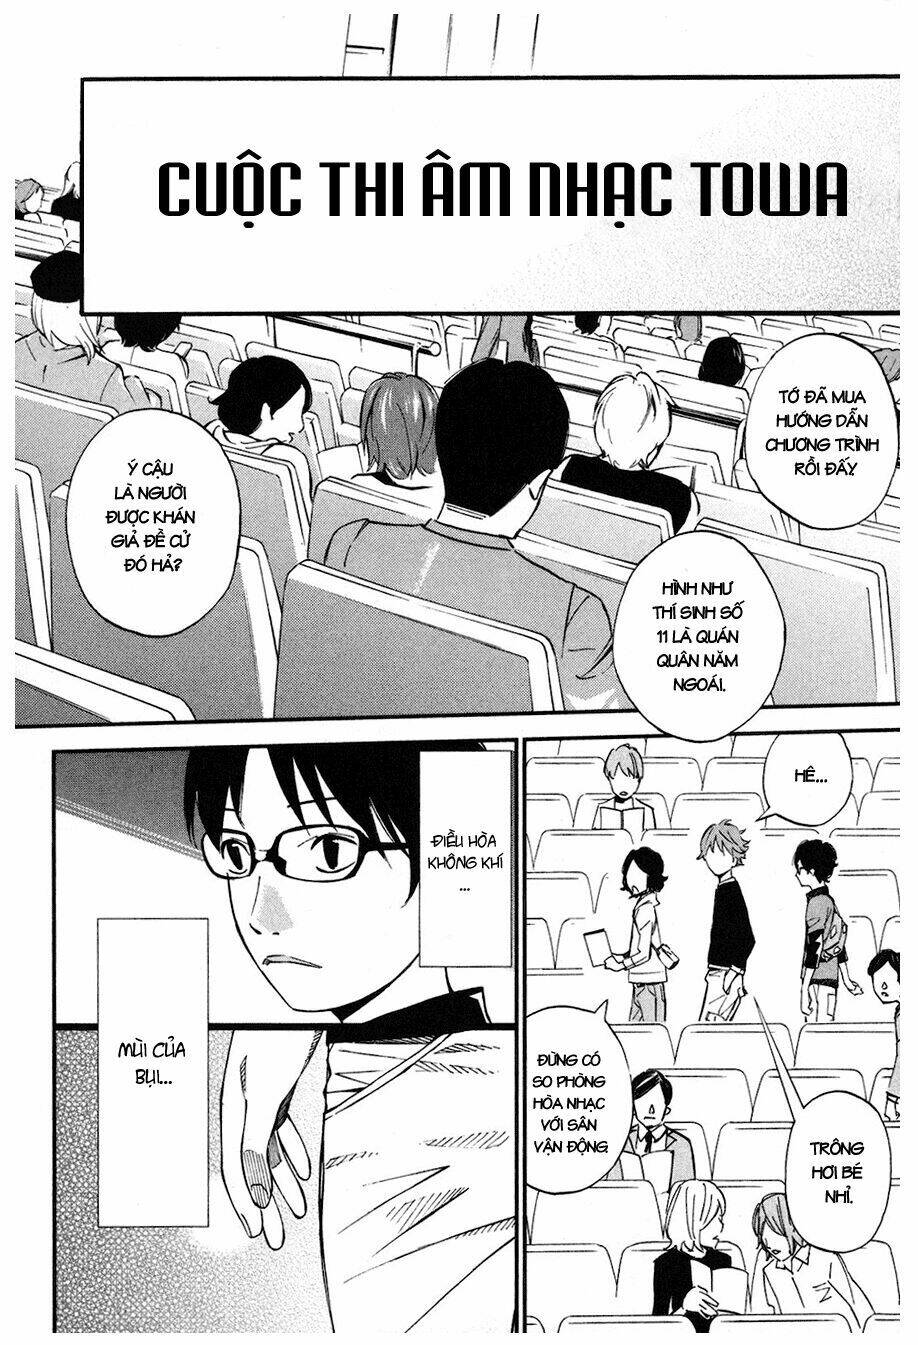 CUỘC THI ÂM NHẠC TOWA
TỚ ĐÃ MUA
HƯỚNG DẪN
CHƯƠNG TRÌNH
RỒI ĐẤY.
HÌNH NHƯ
THÍ SINH SỐ
11 LÀ QUÁN
QUÂN NĂM
NGOÁI.
Ý CẬU
LÀ NGƯỜI
ĐƯỢC KHÁN
GIẢ ĐỀ CỬ
ĐÓ HẢ?
HÊ...
TRÔNG
HƠI BÉ
NHỈ.
ĐỪNG CÓ
SO PHÒNG
HÒA NHẠC
VỚI SÂN
VẬN ĐỘNG.
ĐIỀU HÒA
KHÔNG KHÍ
...
MÙI CỦA
BỤI...